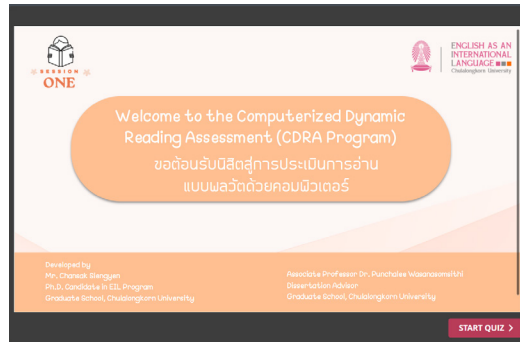 SESSION
ONE
ENGLISH AS AN
INTERNATIONAL
LANGUAGE
Chulalongkorn University
Welcome to the Computerized Dynamic
Reading Assessment (CDRA Program)
ขอต้อนรับนิสิตสู่การประเมินการอ่าน
แบบพลวัตด้วยคอมพิวเตอร์
Developed by
Mr. Chansak Siengyen
Ph.D. Candidate in EIL Program
Graduate School, Chulalongkorn University
Associate Professor Dr. Punchalee Wasanasomsithi
Dissertation Advisor
Graduate School, Chulalongkorn University
START QUIZ